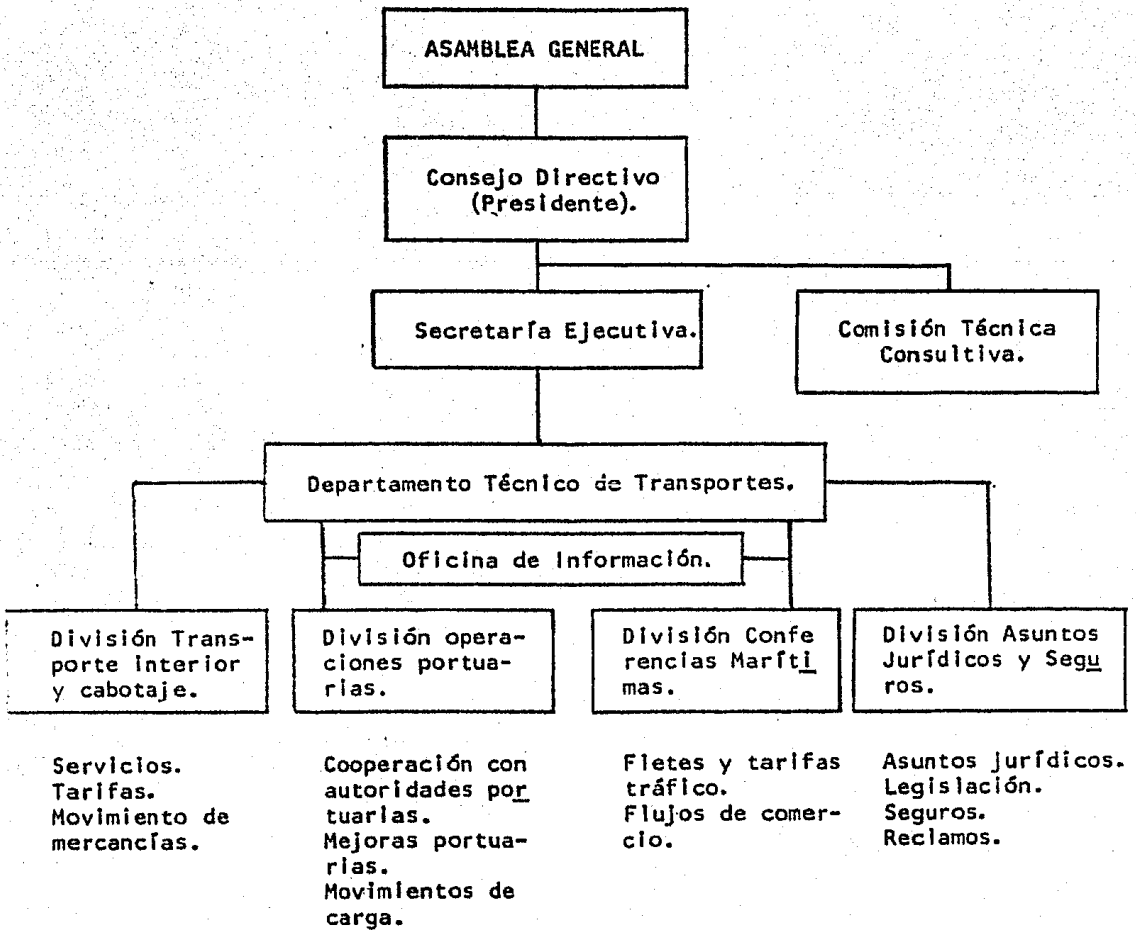 ASAMBLEA GENERAL
Consejo Directivo
(Presidente).
Secretaría Ejecutiva.
Comisión Técnica
Consultiva.
Departamento Técnico de Transportes.
Oficina de Información.
División Trans-
porte interior
y cabotaje.
División opera-
ciones portua-
rias.
División Confe
rencias Maríti
mas.
División Asuntos
Jurídicos y Segu
ros.
Servicios.
Tarifas.
Movimiento de
mercancías.
Cooperación con
autoridades por
tuarias.
Mejoras portua-
rias.
Movimientos de
carga.
Fletes y tarifas
tráfico.
Flujos de comer-
cio.
Asuntos jurídicos.
Legislación.
Seguros.
Reclamos.